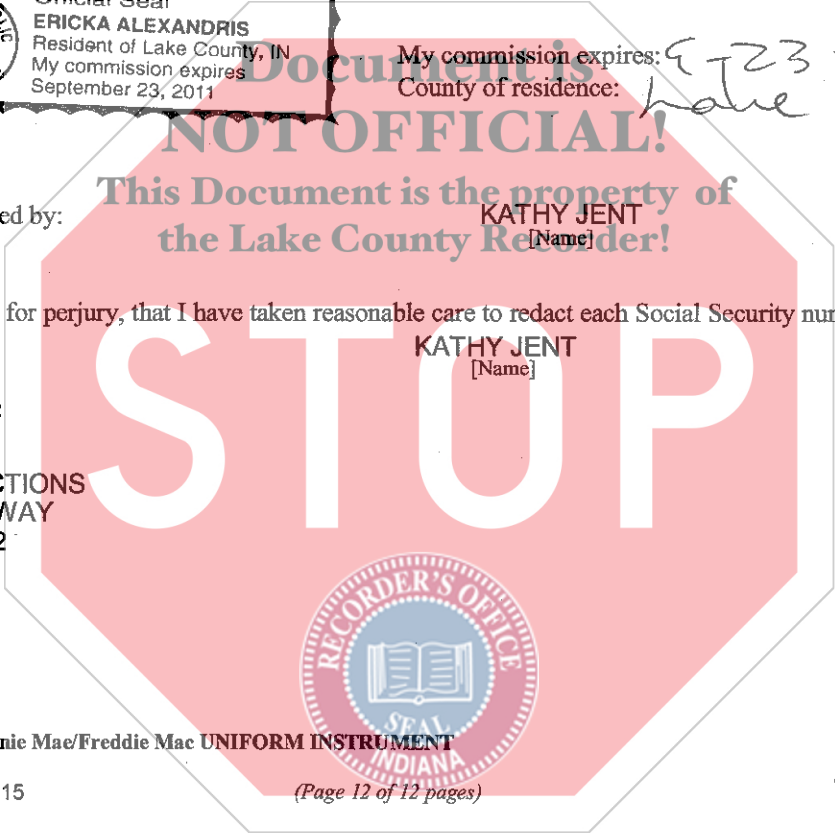 Official Seal
ERICKA ALEXANDRIS
Resident of Lake County, IN
My commission expires
September 23, 2011
My commission expires: 9-23
County of residence: Lake
Document is
NOT OFFICIAL!
This Document is the property of
the Lake County Recorder!
ed by:
KATHY JENT
[Name]
for perjury, that I have taken reasonable care to redact each Social Security nu
KATHY JENT
[Name]
STOP
CTIONS
WAY
2
RECORDER'S OFFICE
SEAL
INDIANA
nie Mae/Freddie Mac UNIFORM INSTRUMENT
15
(Page 12 of 12 pages)